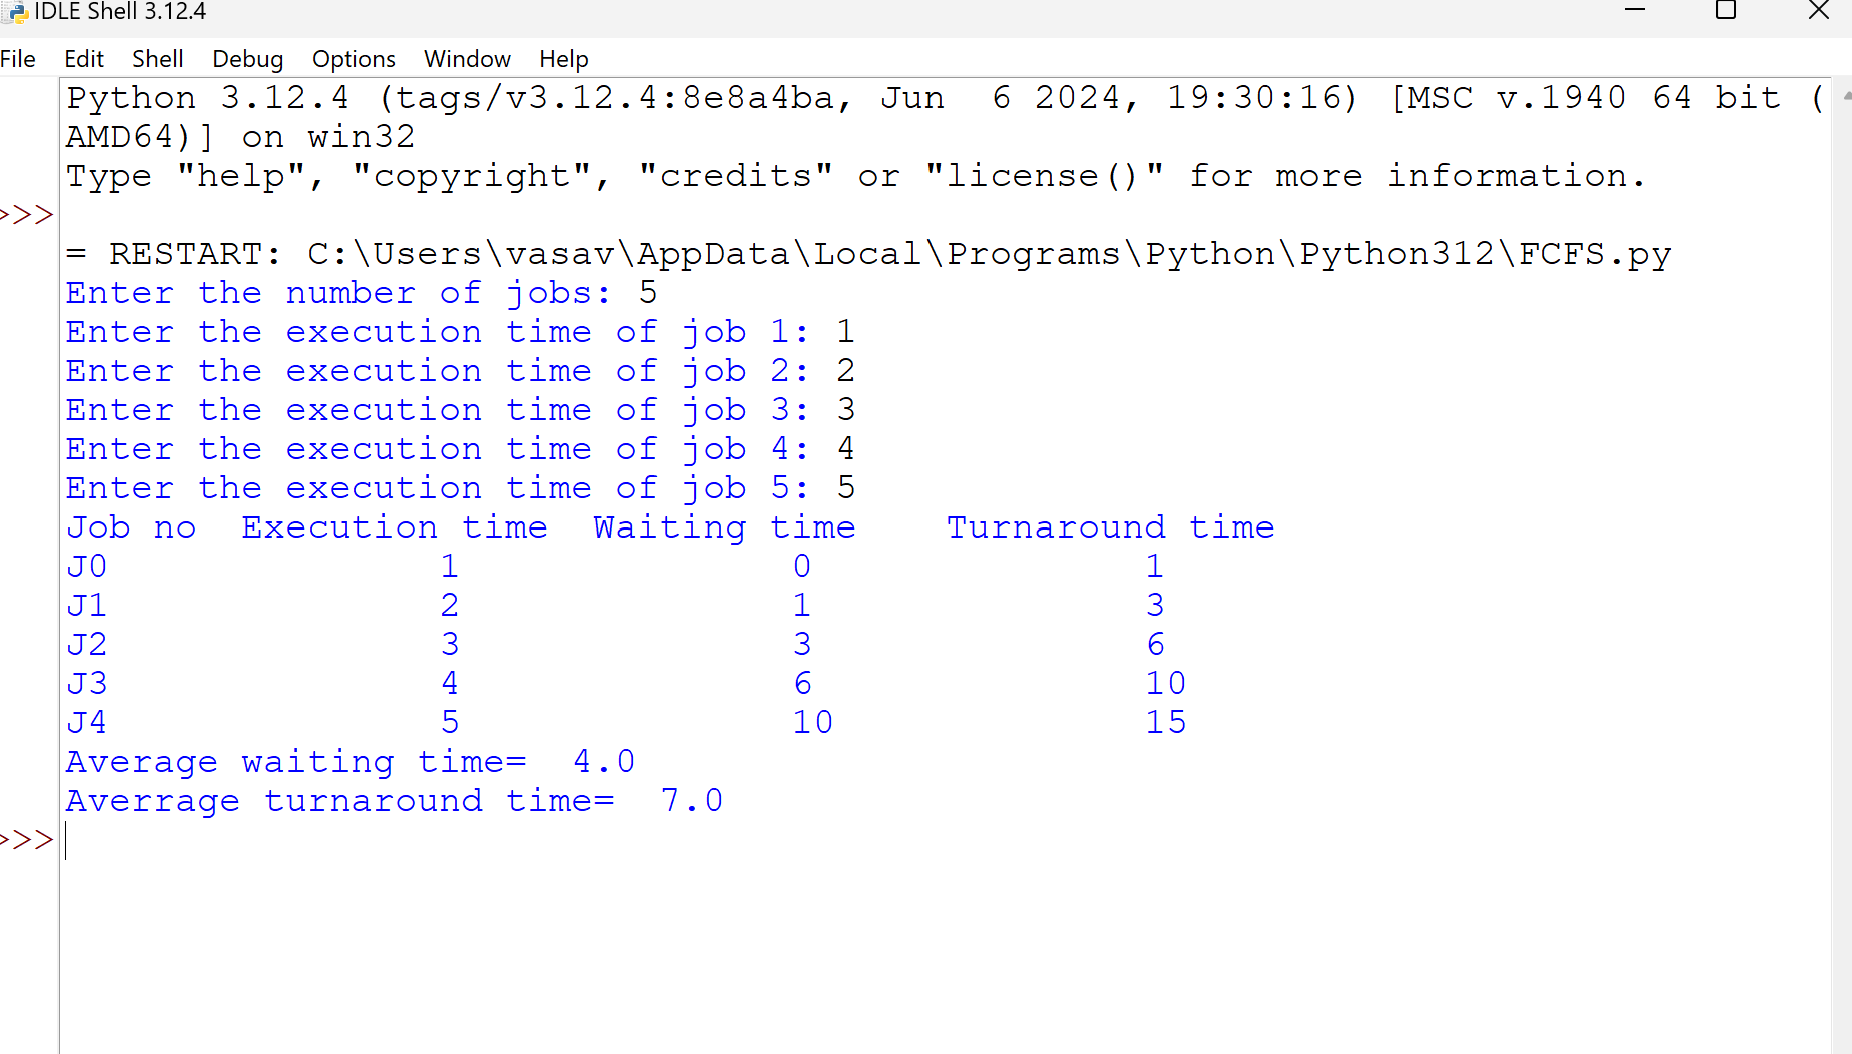 IDLE Shell 3.12.4
File Edit Shell Debug Options Window Help
Python 3.12.4 (tags/v3.12.4:8e8a4ba, Jun  6 2024, 19:30:16) [MSC v.1940 64 bit (
AMD64)] on win32
Type "help", "copyright", "credits" or "license()" for more information.
>>>
= RESTART: C:\Users\vasav\AppData\Local\Programs\Python\Python312\FCFS.py
Enter the number of jobs: 5
Enter the execution time of job 1: 1
Enter the execution time of job 2: 2
Enter the execution time of job 3: 3
Enter the execution time of job 4: 4
Enter the execution time of job 5: 5
Job no  Execution time  Waiting time    Turnaround time
J0 1 0 1
J1 2 1 3
J2 3 3 6
J3 4 6 10
J4 5 10 15
Average waiting time=  4.0
Averrage turnaround time=  7.0
>>>